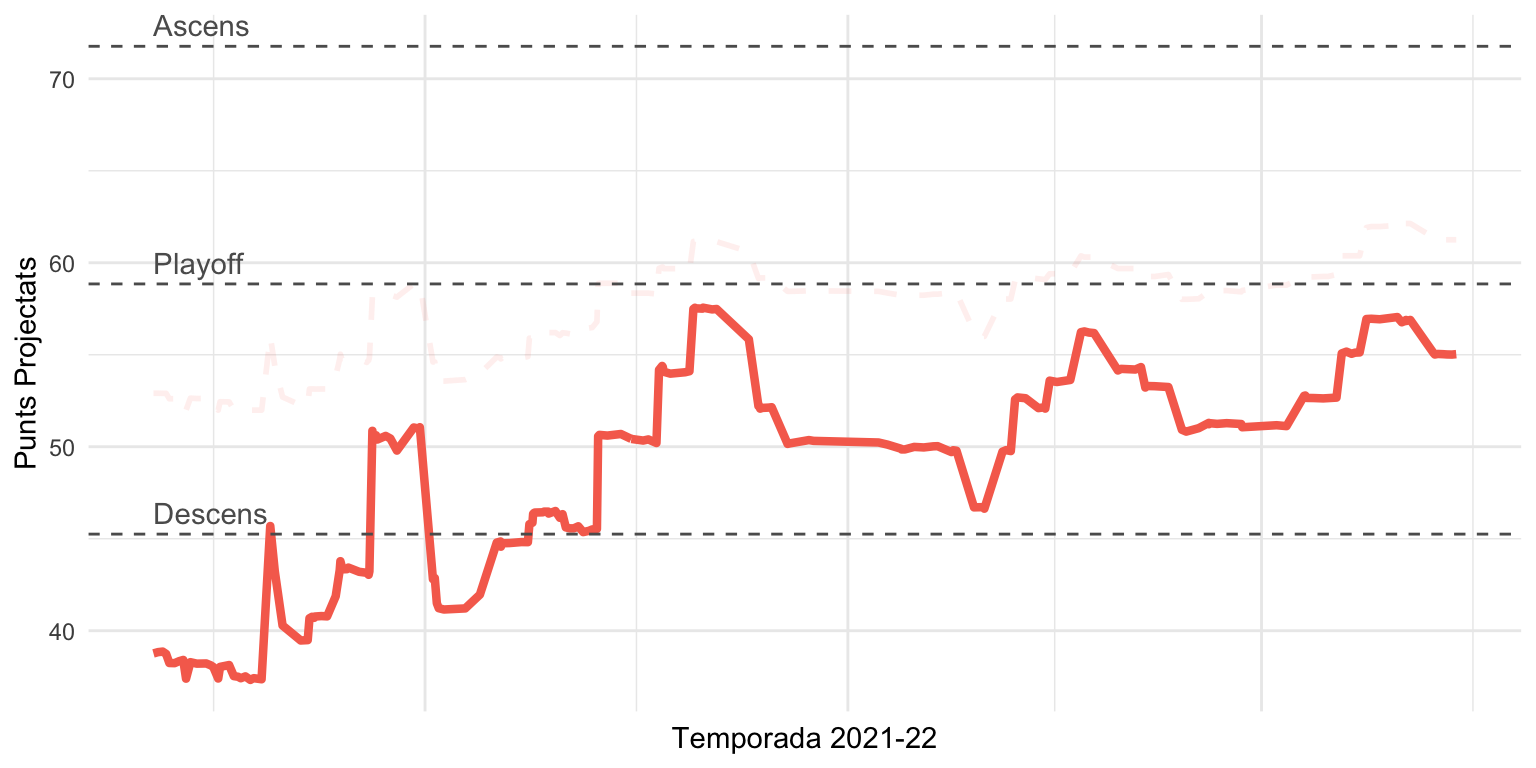 Ascens
70
Playoff
60
Punts Projectats
50
Descens
40
Temporada 2021-22